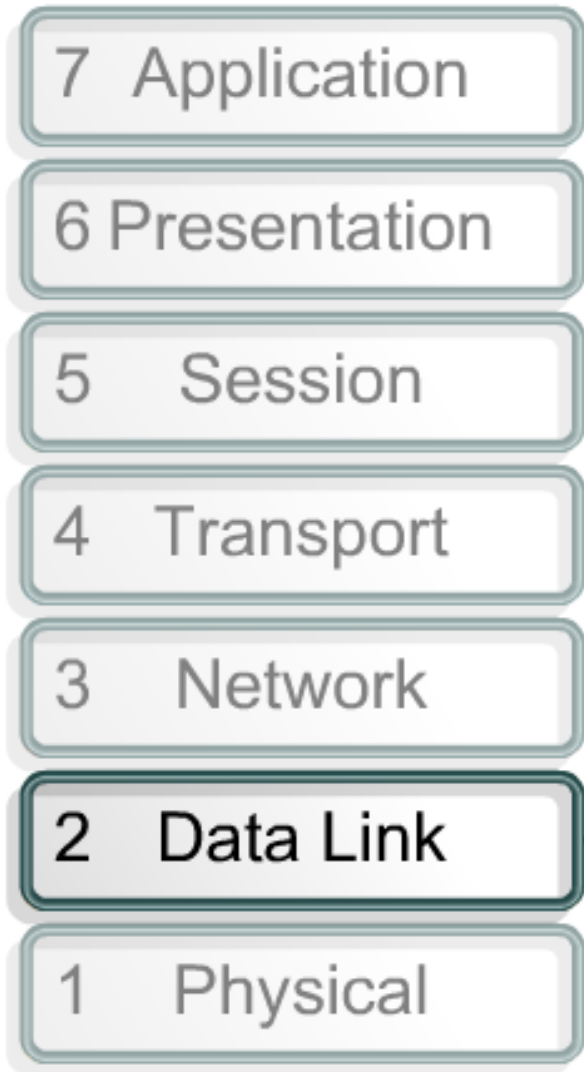 7 Application
6 Presentation
5 Session
4 Transport
3 Network
2 Data Link
1 Physical